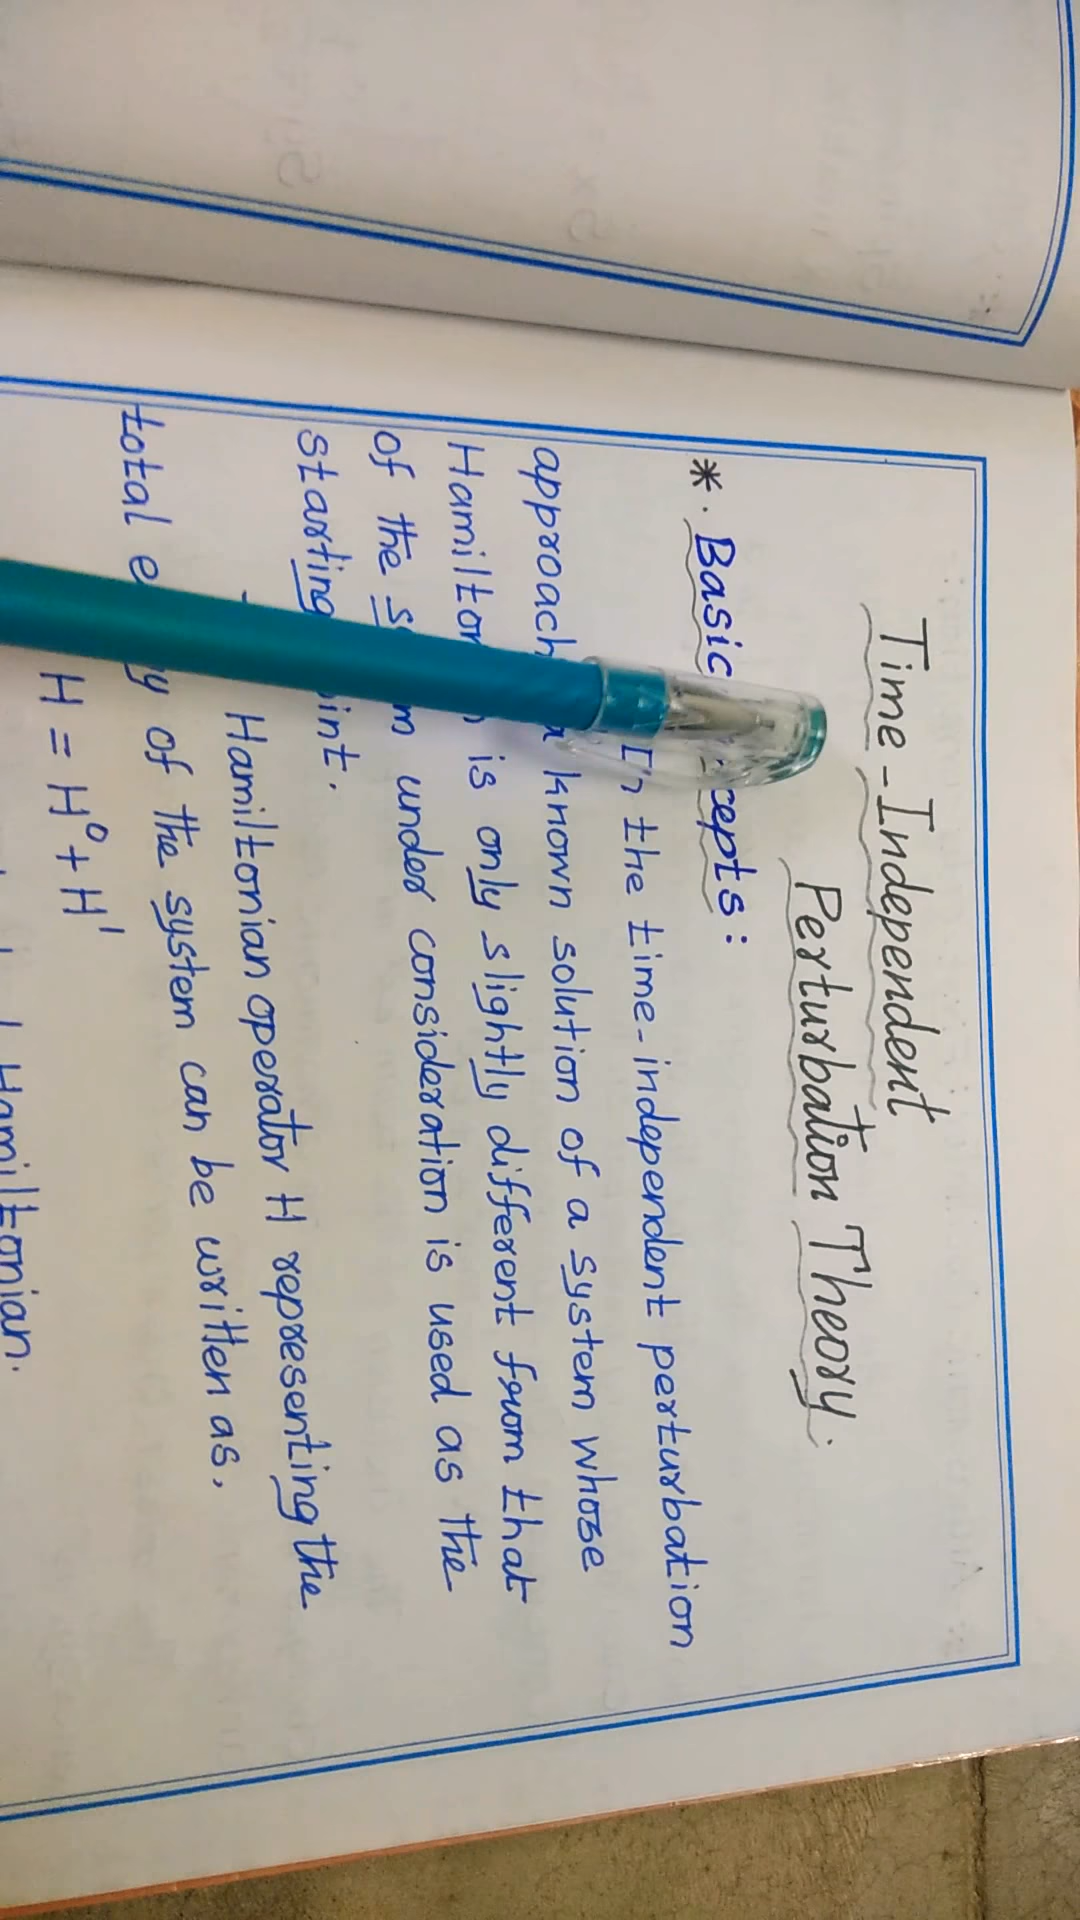 Time-Independent
Perturbation Theory.
*. Basic cepts:
In the time-independent perturbation
approach known solution of a system whose
Hamilton is only slightly different from that
of the under consideration is used as the
starting int.
Hamiltonian operator H representing the
total e y of the system can be written as,
H = H⁰ + H'
Hamiltonian.